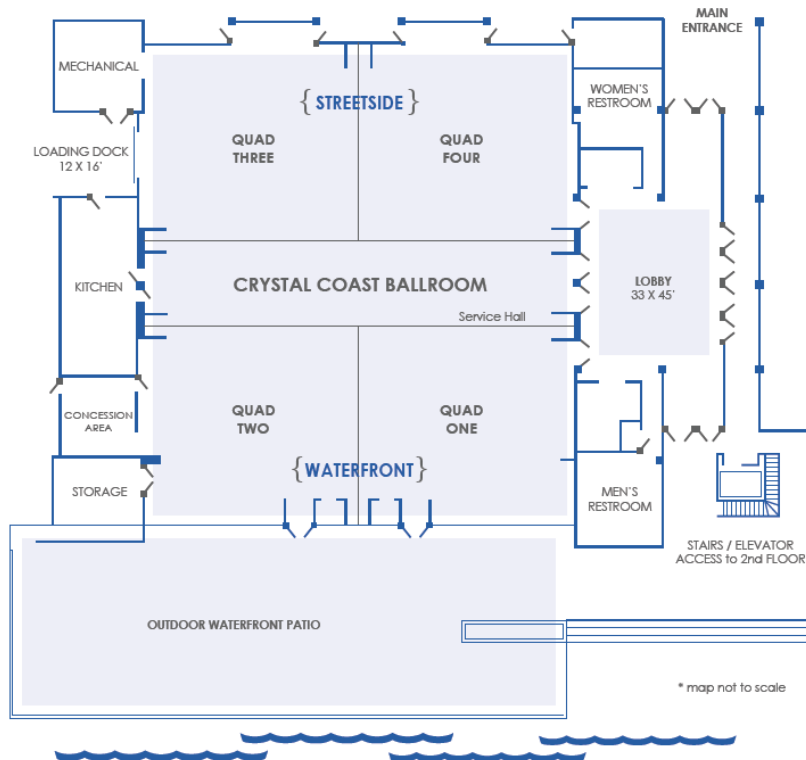 MAIN
ENTRANCE
MECHANICAL
WOMEN'S
RESTROOM
{ STREETSIDE }
QUAD
THREE
QUAD
FOUR
LOADING DOCK
12 X 16'
KITCHEN
CRYSTAL COAST BALLROOM
LOBBY
33 X 45'
Service Hall
CONCESSION
AREA
QUAD
TWO
QUAD
ONE
{ WATERFRONT }
STORAGE
MEN'S
RESTROOM
STAIRS / ELEVATOR
ACCESS to 2nd FLOOR
OUTDOOR WATERFRONT PATIO
* map not to scale